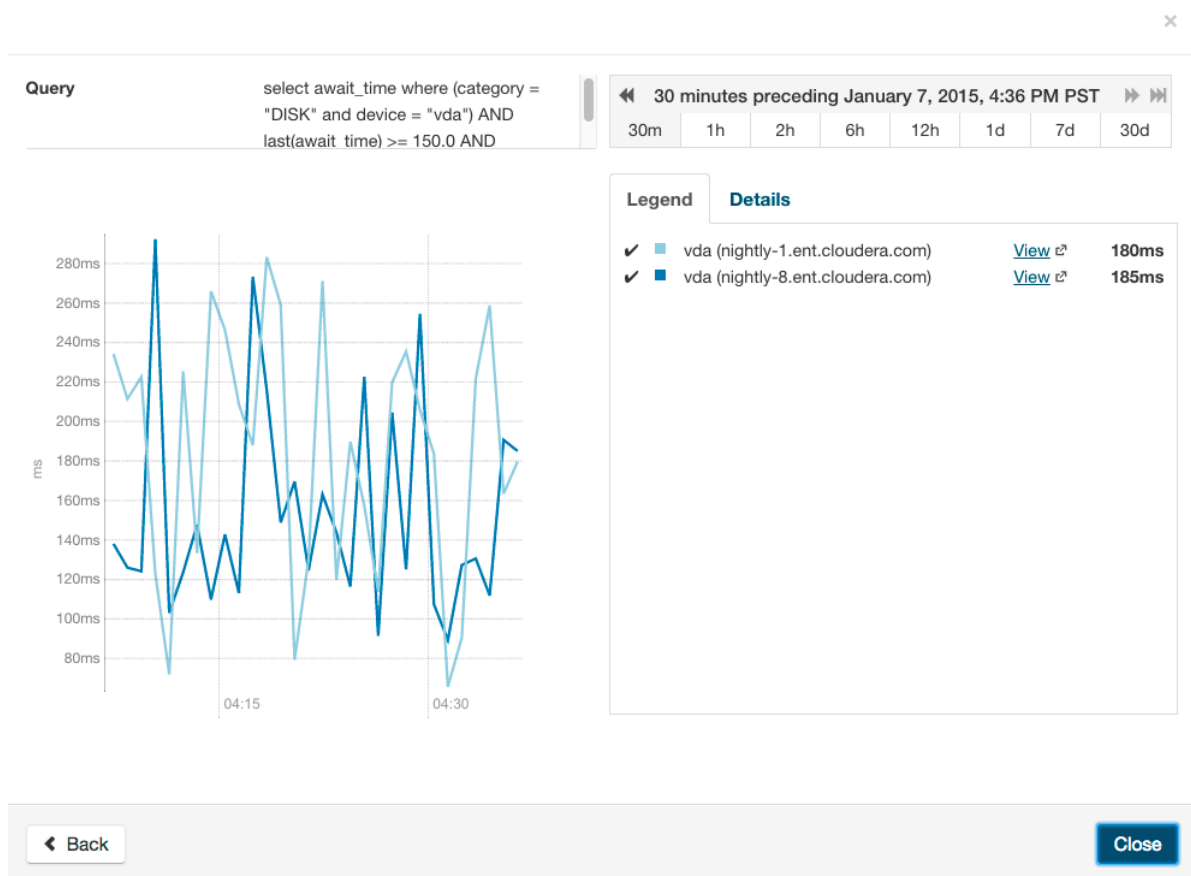 ×
Query
select await_time where (category =
"DISK" and device = "vda") AND
last(await_time) >= 150.0 AND
30 minutes preceding January 7, 2015, 4:36 PM PST
30m 1h 2h 6h 12h 1d 7d 30d
Legend Details
✔ vda (nightly-1.ent.cloudera.com) View 180ms
✔ vda (nightly-8.ent.cloudera.com) View 185ms
280ms
260ms
240ms
220ms
200ms
180ms
160ms
140ms
120ms
100ms
80ms
ms
04:15 04:30
Back
Close